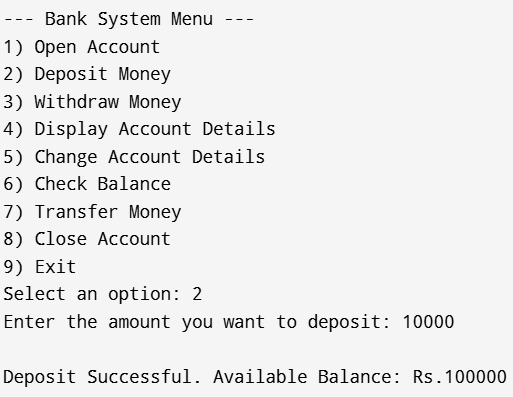 --- Bank System Menu ---
1) Open Account
2) Deposit Money
3) Withdraw Money
4) Display Account Details
5) Change Account Details
6) Check Balance
7) Transfer Money
8) Close Account
9) Exit
Select an option: 2
Enter the amount you want to deposit: 10000
Deposit Successful. Available Balance: Rs.100000